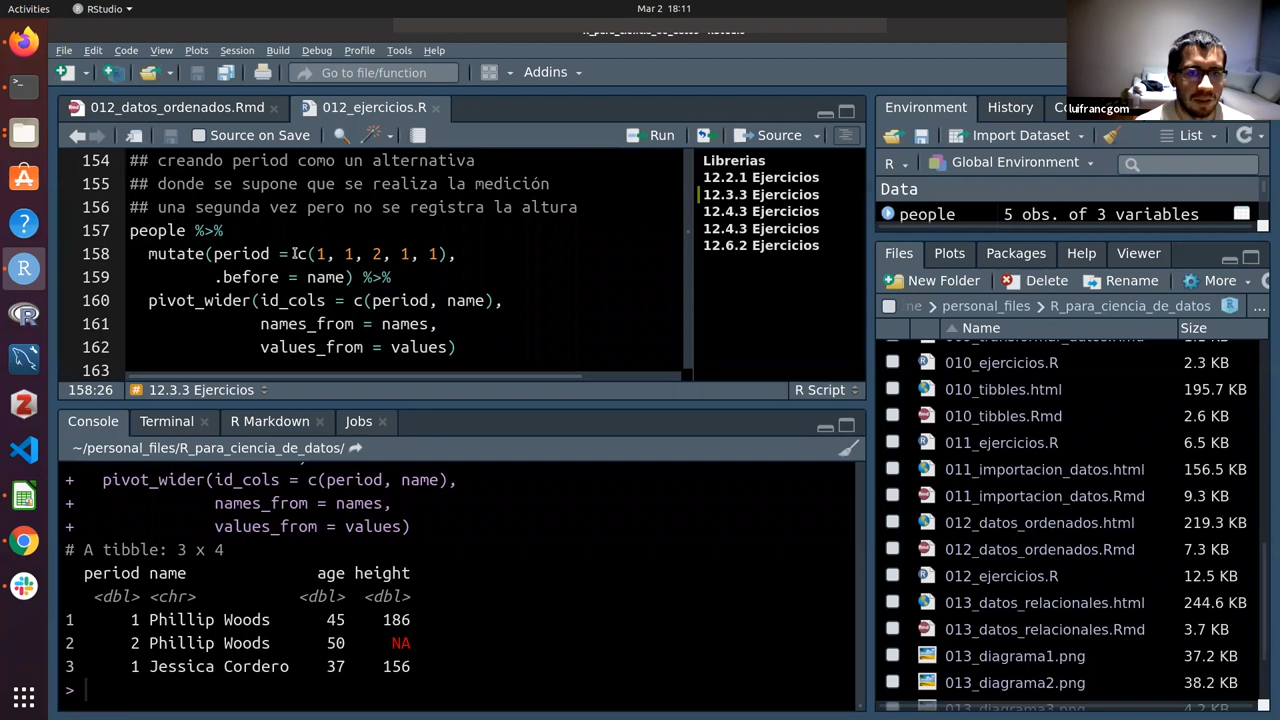 Activities RStudio Mar 2 18:11
File Edit Code View Plots Session Build Debug Profile Tools Help
Go to file/function Addins
luifrancgom
012_datos_ordenados.Rmd 012_ejercicios.R
Source on Save Run Source
154 ## creando period como un alternativa
155 ## donde se supone que se realiza la medición
156 ## una segunda vez pero no se registra la altura
157 people %>%
158 mutate(period = c(1, 1, 2, 1, 1),
159 .before = name) %>%
160 pivot_wider(id_cols = c(period, name),
161 names_from = names,
162 values_from = values)
163
Librerias
12.2.1 Ejercicios
12.3.3 Ejercicios
12.4.3 Ejercicios
12.4.3 Ejercicios
12.6.2 Ejercicios
158:26 # 12.3.3 Ejercicios R Script
Console Terminal R Markdown Jobs
~/personal_files/R_para_ciencia_de_datos/
+ pivot_wider(id_cols = c(period, name),
+ names_from = names,
+ values_from = values)
# A tibble: 3 x 4
period name age height
<dbl> <chr> <dbl> <dbl>
1 1 Phillip Woods 45 186
2 2 Phillip Woods 50 NA
3 1 Jessica Cordero 37 156
>
Environment History
Import Dataset List
R Global Environment
Data
people 5 obs. of 3 variables
Files Plots Packages Help Viewer
New Folder Delete Rename More
me personal_files R_para_ciencia_de_datos ...
Name Size
010_ejercicios.R 2.3 KB
010_tibbles.html 195.7 KB
010_tibbles.Rmd 2.6 KB
011_ejercicios.R 6.5 KB
011_importacion_datos.html 156.5 KB
011_importacion_datos.Rmd 9.3 KB
012_datos_ordenados.html 219.3 KB
012_datos_ordenados.Rmd 7.3 KB
012_ejercicios.R 12.5 KB
013_datos_relacionales.html 244.6 KB
013_datos_relacionales.Rmd 3.7 KB
013_diagrama1.png 37.2 KB
013_diagrama2.png 38.2 KB